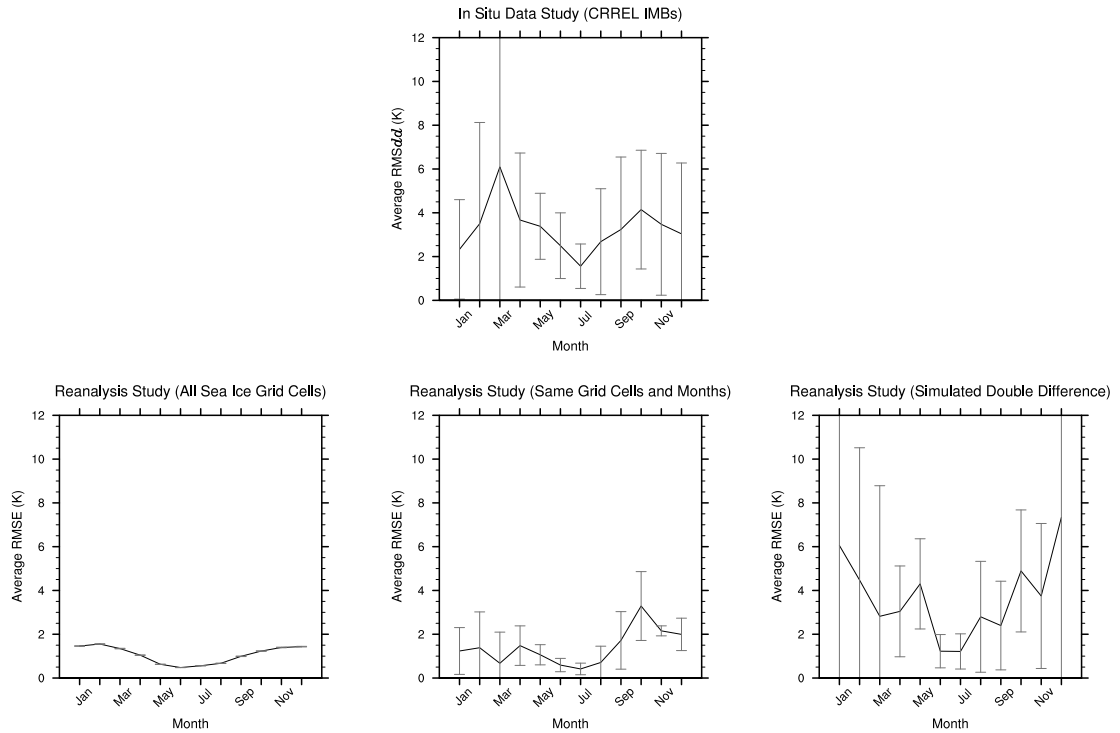 In Situ Data Study (CRREL IMBs)
12
10
8
6
4
2
0
Average RMSdd (K)
Jan
Mar
May
Jul
Sep
Nov
Month
Reanalysis Study (All Sea Ice Grid Cells)
12
10
8
6
4
2
0
Average RMSE (K)
Jan
Mar
May
Jul
Sep
Nov
Month
Reanalysis Study (Same Grid Cells and Months)
12
10
8
6
4
2
0
Average RMSE (K)
Jan
Mar
May
Jul
Sep
Nov
Month
Reanalysis Study (Simulated Double Difference)
12
10
8
6
4
2
0
Average RMSE (K)
Jan
Mar
May
Jul
Sep
Nov
Month